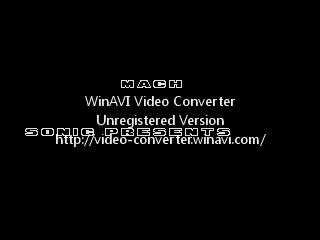 MACH
WinAVI Video Converter
Unregistered Version
SONIC PRESENTS
http://video-converter.winavi.com/